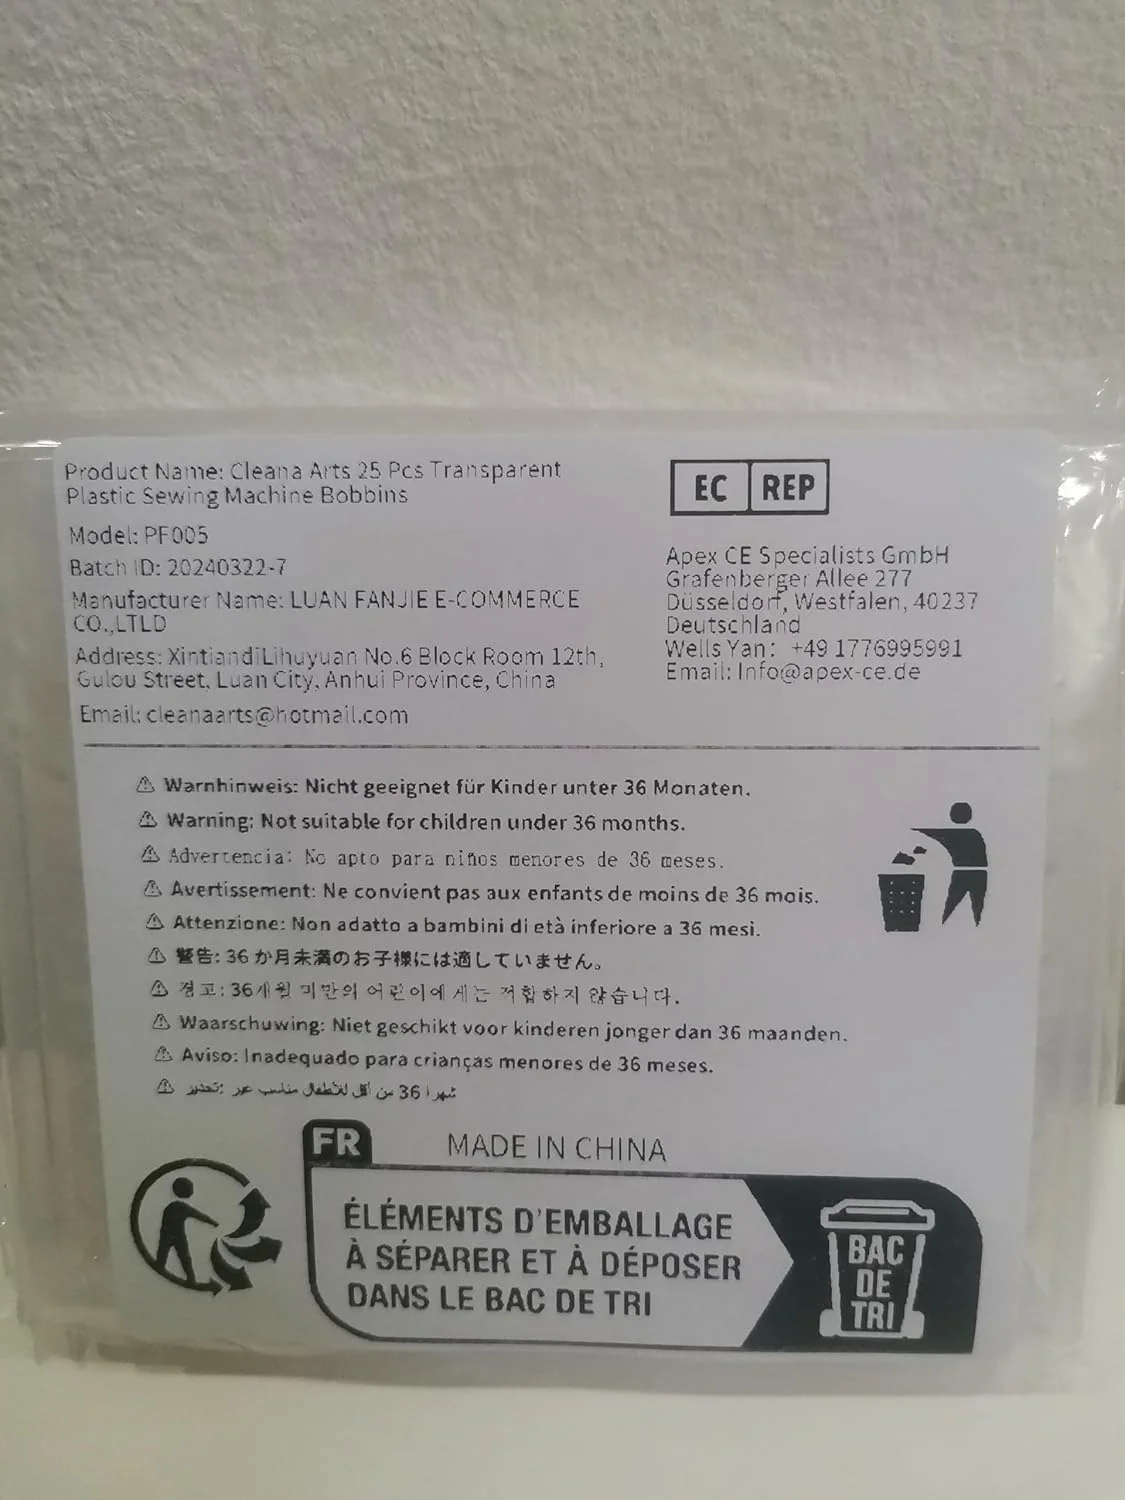 Product Name: Cleana Arts 25 Pcs Transparent
Plastic Sewing Machine Bobbins
Model: PF005
Batch ID: 20240322-7
Manufacturer Name: LUAN FANJIE E-COMMERCE
CO.,LTLD
Address: XintiandiLihuyuan No.6 Block Room 12th,
Gulou Street, Luan City, Anhui Province, China
Email: cleanaarts@hotmail.com
EC REP
Apex CE Specialists GmbH
Grafenberger Allee 277
Düsseldorf, Westfalen, 40237
Deutschland
Wells Yan: +49 1776995991
Email: Info@apex-ce.de
⚠ Warnhinweis: Nicht geeignet für Kinder unter 36 Monaten.
⚠ Warning: Not suitable for children under 36 months.
⚠ Advertencia: No apto para niños menores de 36 meses.
⚠ Avertissement: Ne convient pas aux enfants de moins de 36 mois.
⚠ Attenzione: Non adatto a bambini di età inferiore a 36 mesi.
⚠ 警告: 36 か月未満のお子様には適していません。
⚠ 경고: 36개월 미만의 어린이에게는 적합하지 않습니다.
⚠ Waarschuwing: Niet geschikt voor kinderen jonger dan 36 maanden.
⚠ Aviso: Inadequado para crianças menores de 36 meses.
⚠ تحذير: غير مناسب للأطفال أقل من 36 شهرا
FR
MADE IN CHINA
ÉLÉMENTS D'EMBALLAGE
À SÉPARER ET À DÉPOSER
DANS LE BAC DE TRI
BAC
DE
TRI